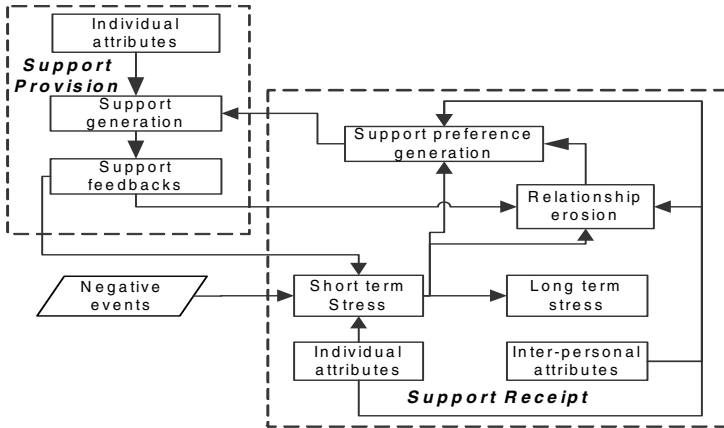 Individual
attributes
Support
Provision
Support
generation
Support
feedbacks
Support preference
generation
Relationship
erosion
Negative
events
Short term
Stress
Long term
stress
Individual
attributes
Inter-personal
attributes
Support Receipt